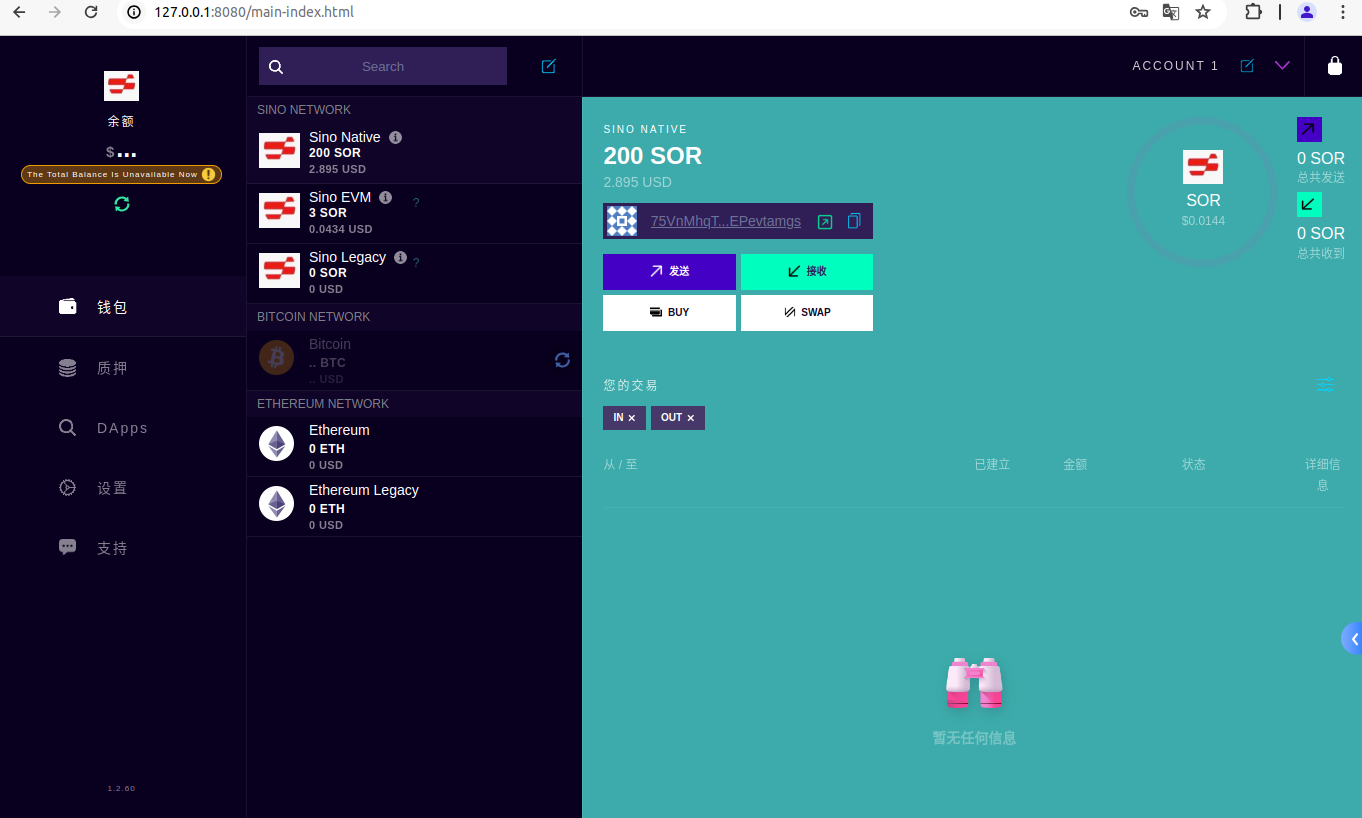 127.0.0.1:8080/main-index.html
余额
$...
The Total Balance Is Unavailable Now
钱包
质押
DApps
设置
支持
1.2.60
Search
SINO NETWORK
Sino Native
200 SOR
2.895 USD
Sino EVM
?
3 SOR
0.0434 USD
Sino Legacy
?
0 SOR
0 USD
BITCOIN NETWORK
Bitcoin
.. BTC
.. USD
ETHEREUM NETWORK
Ethereum
0 ETH
0 USD
Ethereum Legacy
0 ETH
0 USD
ACCOUNT 1
SINO NATIVE
200 SOR
2.895 USD
75VnMhqT...EPevtamgs
发送
接收
BUY
SWAP
SOR
$0.0144
0 SOR
总共发送
0 SOR
总共收到
您的交易
IN ×
OUT ×
从 / 至 已建立 金额 状态 详细信
息
暂无任何信息